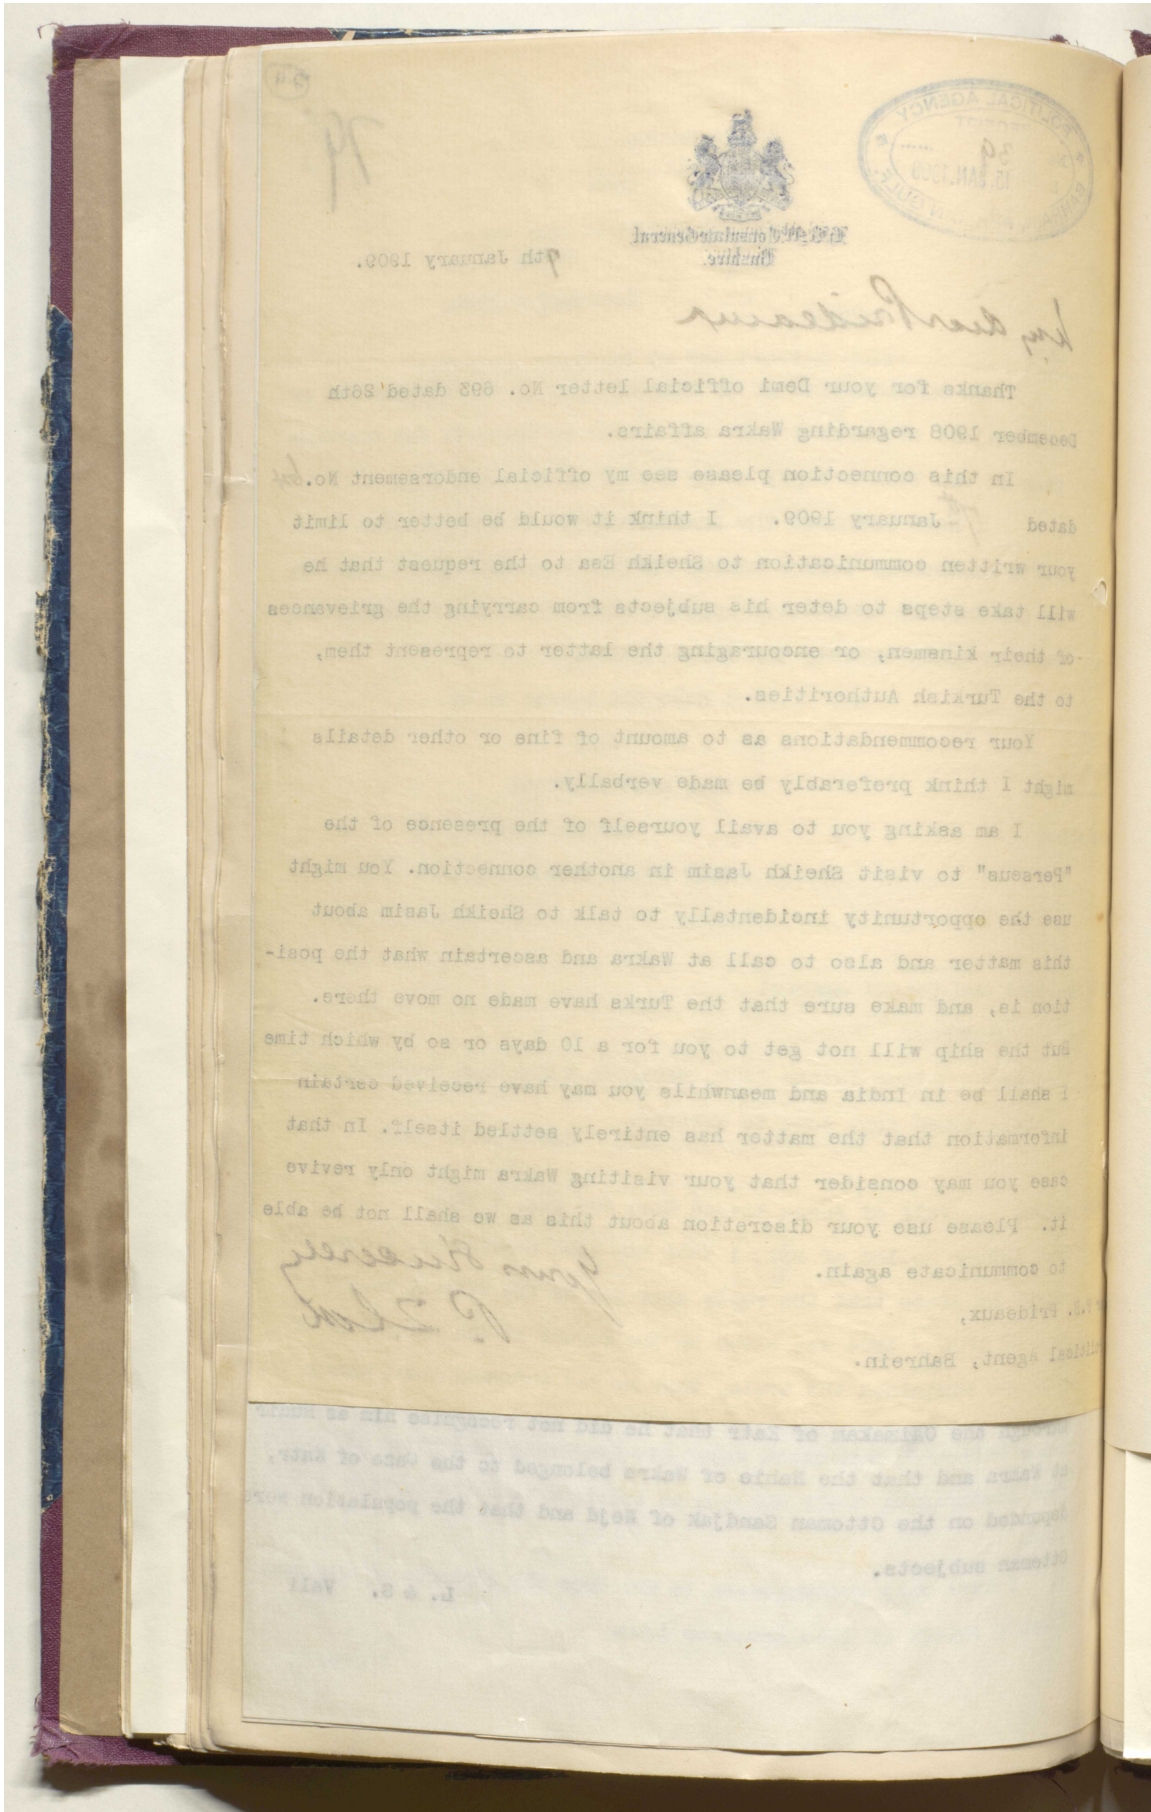 POLITICAL AGENCY
39
BAHREIN
79
Consulate General
Bushire.
9th January 1909.
My dear Prideaux
Thanks for your Demi official letter No. 693 dated 26th
December 1908 regarding Wakra affairs.
In this connection please see my official endorsement No.
dated January 1909. I think it would be better to limit
your written communication to Sheikh Esa to the request that he
will take steps to deter his subjects from carrying the grievances
of their kinsmen, or encouraging the latter to represent them,
to the Turkish Authorities.
Your recommendations as to amount of fine or other details
might I think preferably be made verbally.
I am asking you to avail yourself of the presence of the
"Perseus" to visit Sheikh Jasim in another connection. You might
use the opportunity incidentally to talk to Sheikh Jasim about
this matter and also to call at Wakra and ascertain what the posi-
tion is, and make sure that the Turks have made no move there.
But the ship will not get to you for a 10 days or so by which time
I shall be in India and meanwhile you may have received certain
information that the matter has entirely settled itself. In that
case you may consider that your visiting Wakra might only revive
it. Please use your discretion about this as we shall not be able
to communicate again.
Yours Sincerely
Prideaux,
Agent, Bahrein.
through the Caimakam of Katr that he did not recognise him as Mudir
at Wakra and that the Nahie of Wakra belonged to the Caza of Katr,
depended on the Ottoman Sandjak of Nejd and that the population were
Ottoman subjects.
L. & S. Vali